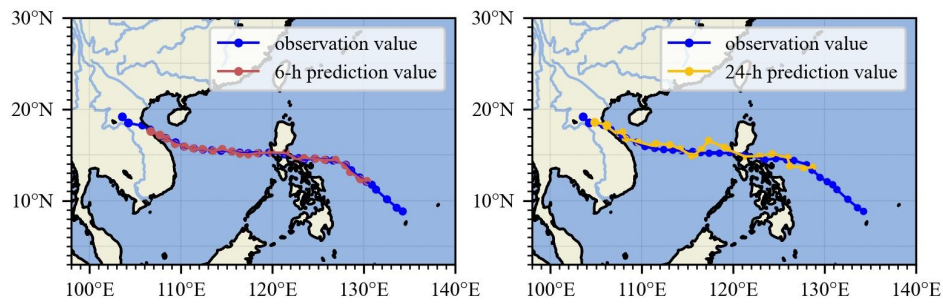 30°N
20°N
10°N
100°E 110°E 120°E 130°E 140°E
observation value
6-h prediction value
30°N
20°N
10°N
100°E 110°E 120°E 130°E 140°E
observation value
24-h prediction value